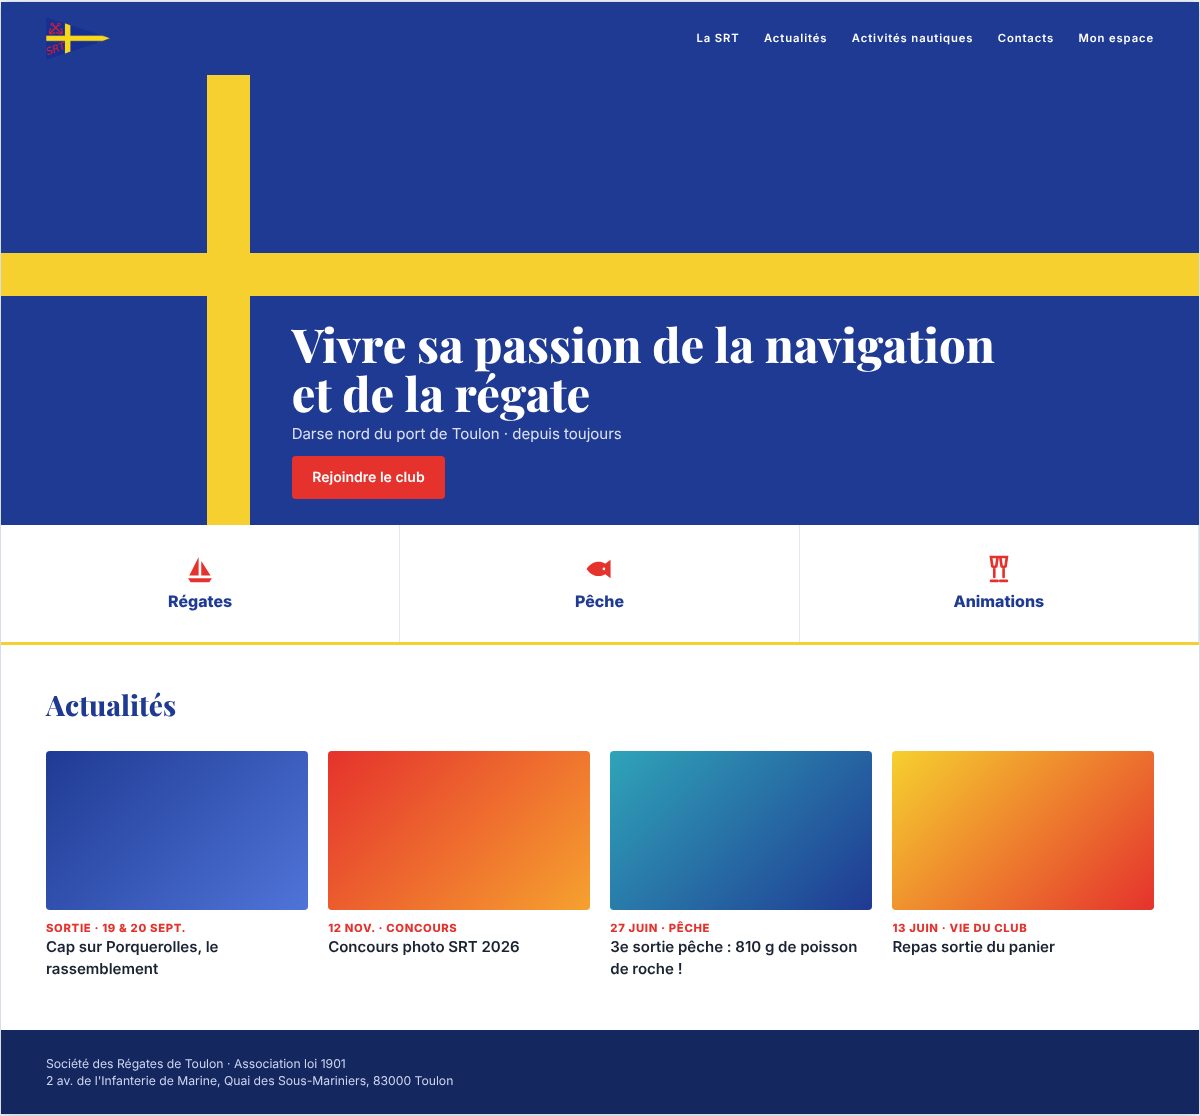 SRT
La SRT
Actualités
Activités nautiques
Contacts
Mon espace
Vivre sa passion de la navigation
et de la régate
Darse nord du port de Toulon · depuis toujours
Rejoindre le club
Régates
Pêche
Animations
Actualités
SORTIE · 19 & 20 SEPT.
Cap sur Porquerolles, le
rassemblement
12 NOV. · CONCOURS
Concours photo SRT 2026
27 JUIN · PÊCHE
3e sortie pêche : 810 g de poisson
de roche !
13 JUIN · VIE DU CLUB
Repas sortie du panier
Société des Régates de Toulon · Association loi 1901
2 av. de l'Infanterie de Marine, Quai des Sous-Mariniers, 83000 Toulon